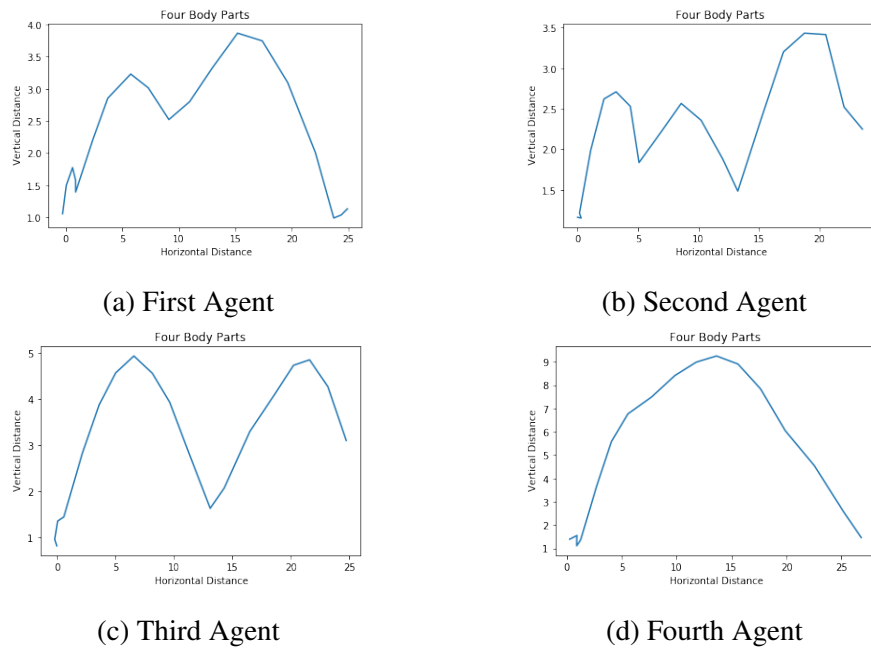 Four Body Parts
4.0
3.5
3.0
2.5
2.0
1.5
1.0
Vertical Distance
0 5 10 15 20 25
Horizontal Distance
(a) First Agent
Four Body Parts
3.5
3.0
2.5
2.0
1.5
Vertical Distance
0 5 10 15 20
Horizontal Distance
(b) Second Agent
Four Body Parts
5
4
3
2
1
Vertical Distance
0 5 10 15 20 25
Horizontal Distance
(c) Third Agent
Four Body Parts
9
8
7
6
5
4
3
2
1
Vertical Distance
0 5 10 15 20 25
Horizontal Distance
(d) Fourth Agent